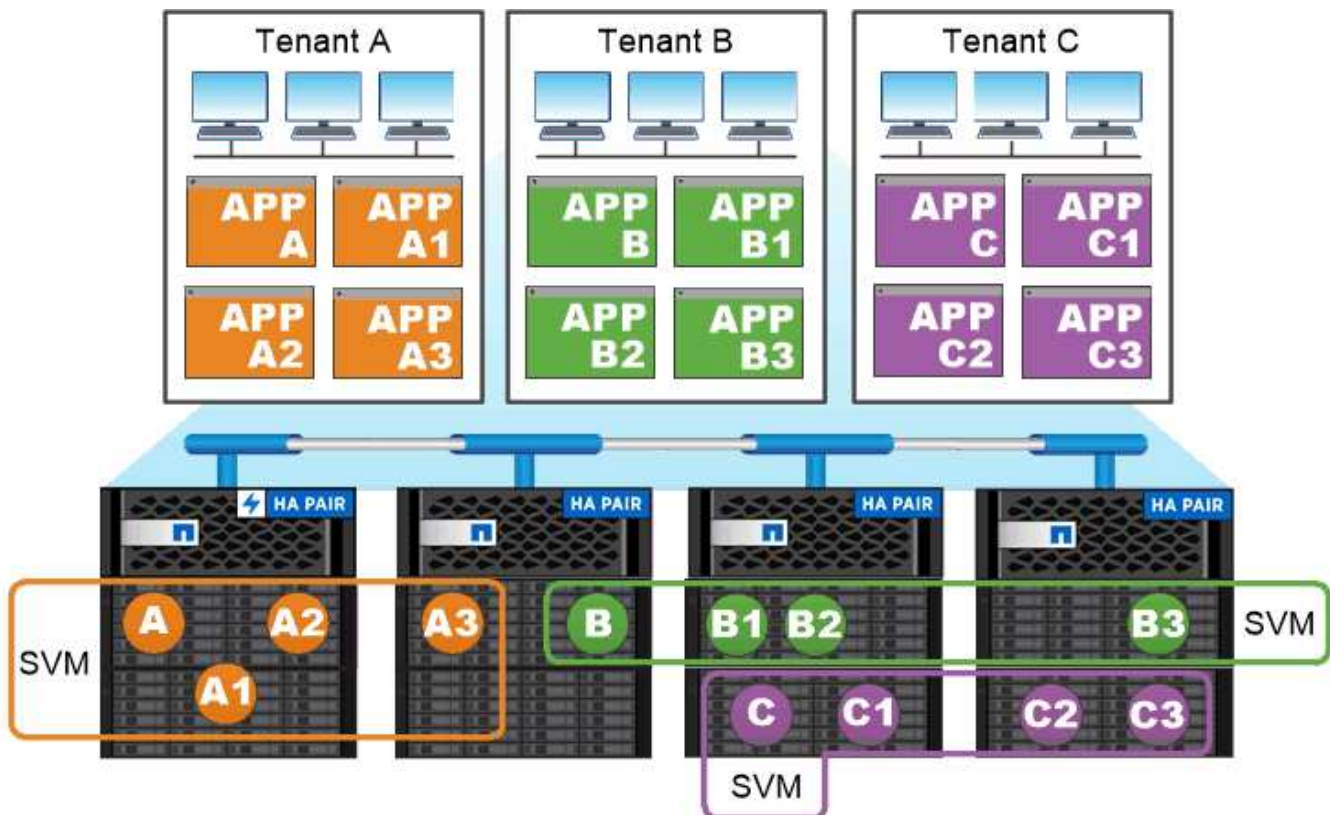 Tenant A
Tenant B
Tenant C
APP
A
APP
A1
APP
B
APP
B1
APP
C
APP
C1
APP
A2
APP
A3
APP
B2
APP
B3
APP
C2
APP
C3
HA PAIR
HA PAIR
HA PAIR
HA PAIR
SVM
A
A2
A3
B
B1
B2
B3
SVM
A1
C
C1
C2
C3
SVM